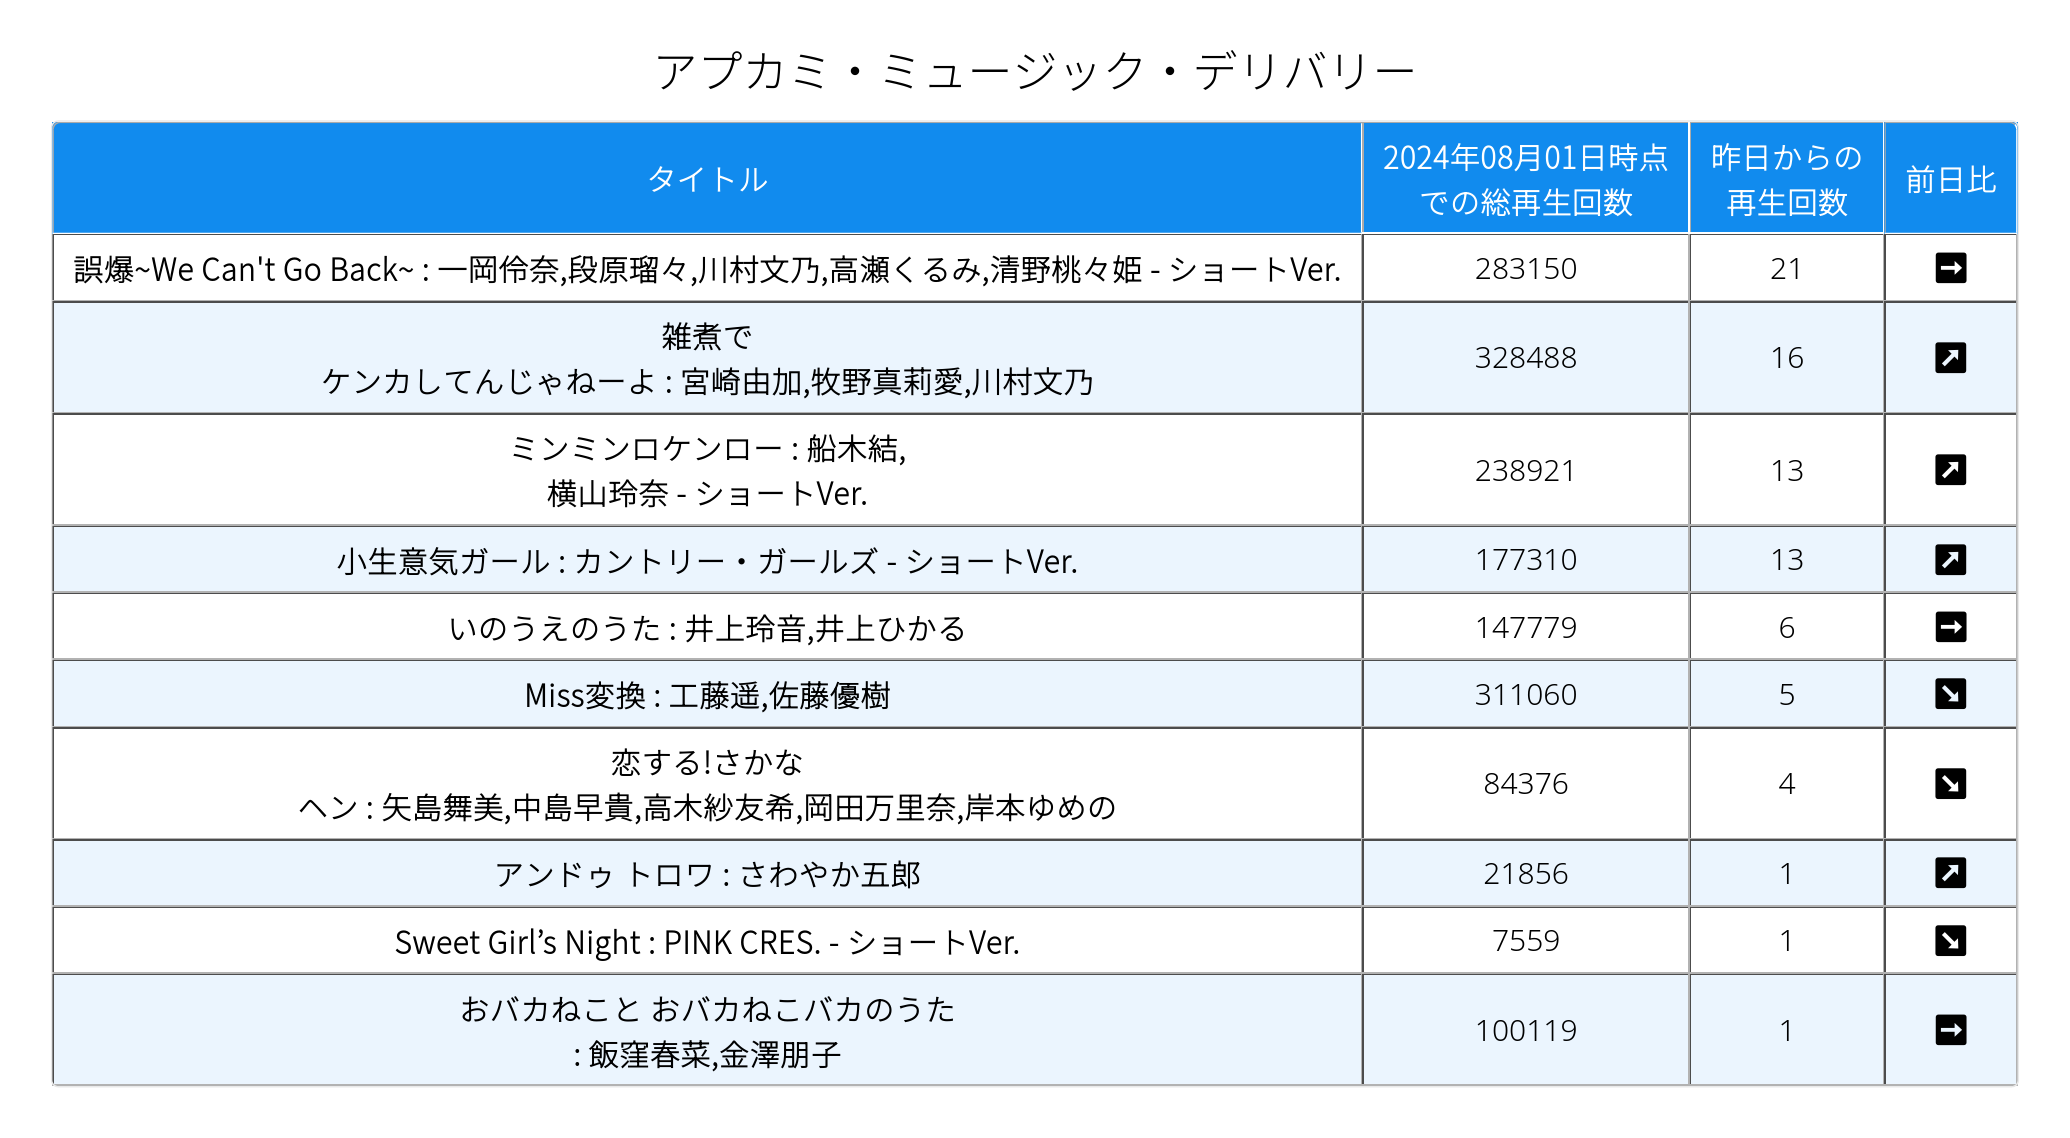 アプカミ・ミュージック・デリバリー
タイトル
2024年08月01日時点
での総再生回数
昨日からの
再生回数
前日比
誤爆~We Can't Go Back~ : 一岡伶奈,段原瑠々,川村文乃,高瀬くるみ,清野桃々姫 - ショートVer.
283150
21
雑煮で
ケンカしてんじゃねーよ : 宮崎由加,牧野真莉愛,川村文乃
328488
16
ミンミンロケンロー : 船木結,
横山玲奈 - ショートVer.
238921
13
小生意気ガール : カントリー・ガールズ - ショートVer.
177310
13
いのうえのうた : 井上玲音,井上ひかる
147779
6
Miss変換 : 工藤遥,佐藤優樹
311060
5
恋する!さかな
ヘン : 矢島舞美,中島早貴,高木紗友希,岡田万里奈,岸本ゆめの
84376
4
アンドゥ トロワ : さわやか五郎
21856
1
Sweet Girl’s Night : PINK CRES. - ショートVer.
7559
1
おバカねこと おバカねこバカのうた
: 飯窪春菜,金澤朋子
100119
1